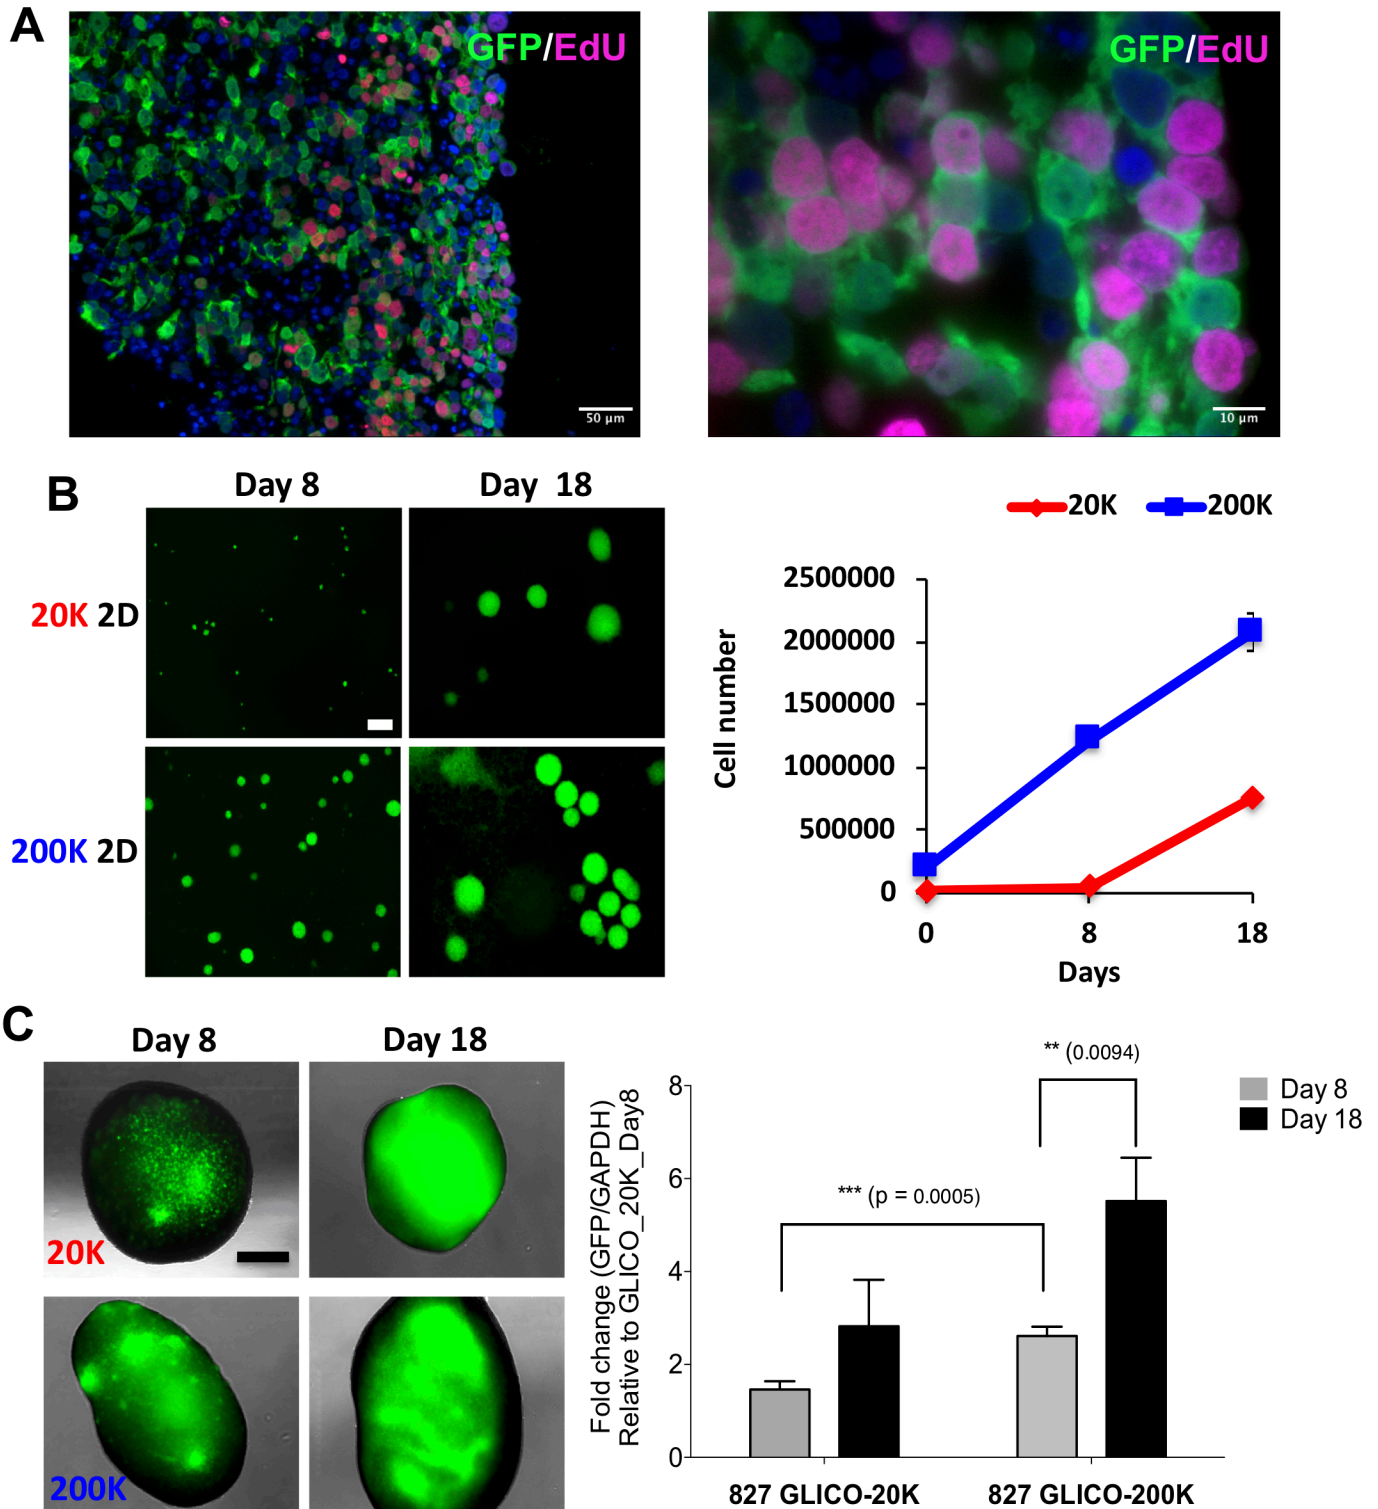 A
GFP/EdU
50 µm
GFP/EdU
10 µm
B
Day 8
Day 18
20K 2D
200K 2D
20K
200K
Cell number
2500000
2000000
1500000
1000000
500000
0
0
8
18
Days
C
Day 8
Day 18
20K
200K
Fold change (GFP/GAPDH)
Relative to GLICO_20K_Day8
8
6
4
2
0
*** (p = 0.0005)
** (0.0094)
Day 8
Day 18
827 GLICO-20K
827 GLICO-200K